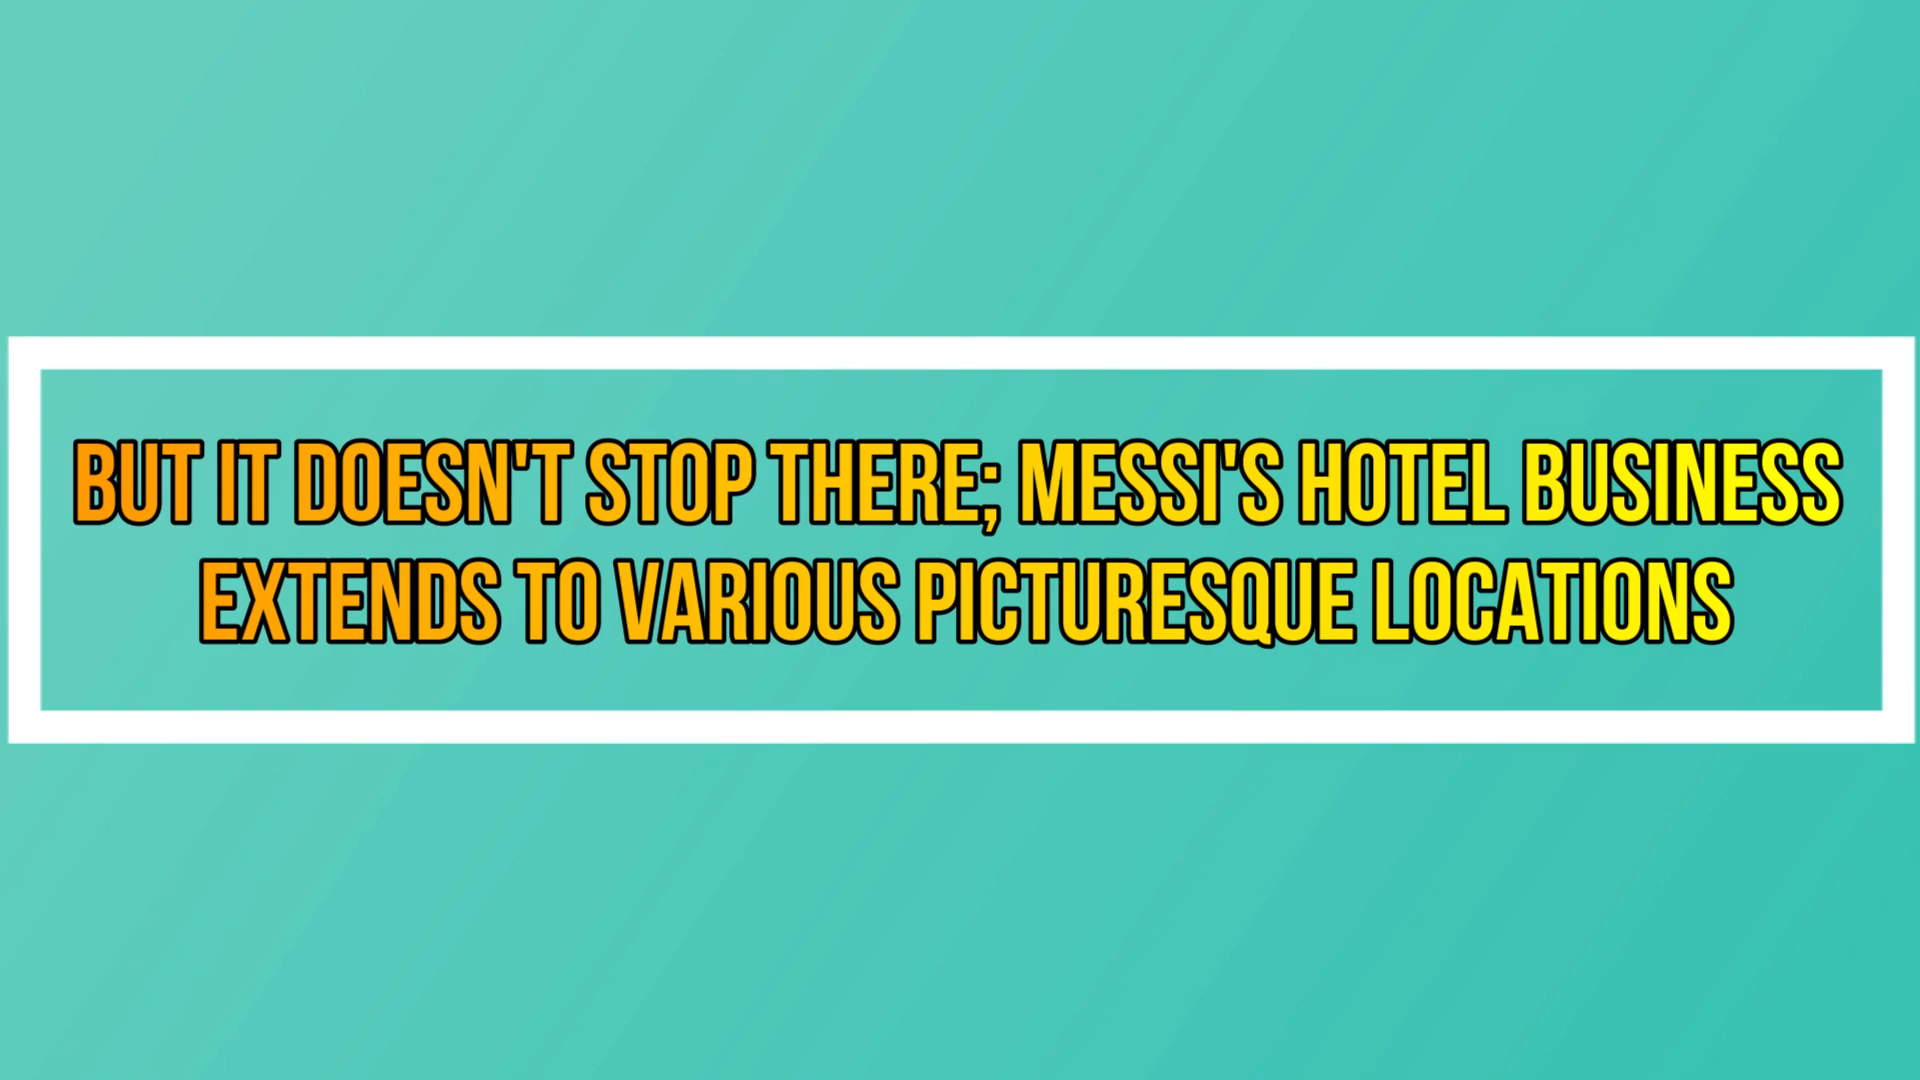 BUT IT DOESN'T STOP THERE; MESSI'S HOTEL BUSINESS
EXTENDS TO VARIOUS PICTURESQUE LOCATIONS